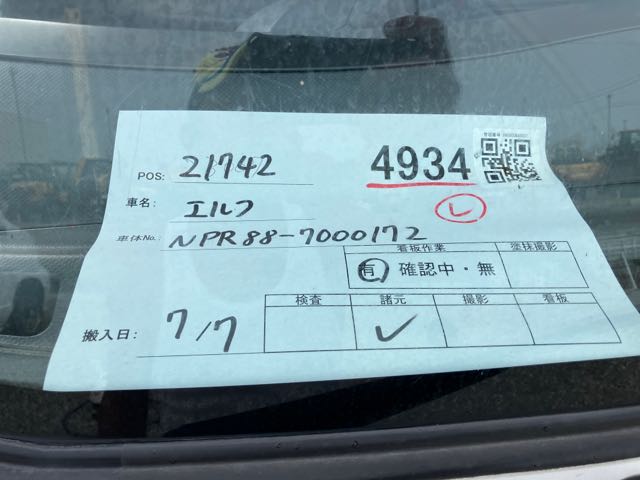 POS: 21742 4934
車名: エルフ レ
車体No.: NPR88-7000172
看板作業 塗抹撮影
有 確認中・無
検査 諸元 撮影 看板
搬入日: 7/7